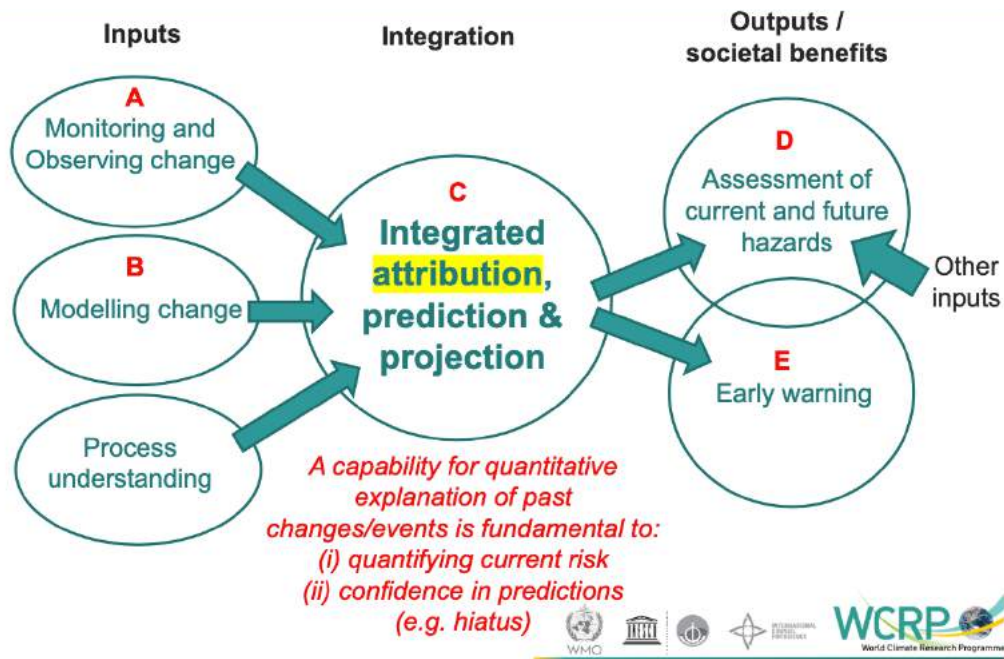 Inputs
Integration
Outputs /
societal benefits
A
Monitoring and
Observing change
B
Modelling change
Process
understanding
C
Integrated
attribution,
prediction &
projection
D
Assessment of
current and future
hazards
Other
inputs
E
Early warning
A capability for quantitative
explanation of past
changes/events is fundamental to:
(i) quantifying current risk
(ii) confidence in predictions
(e.g. hiatus)
WMO
INTERNATIONAL
WCRP
World Climate Research Programme